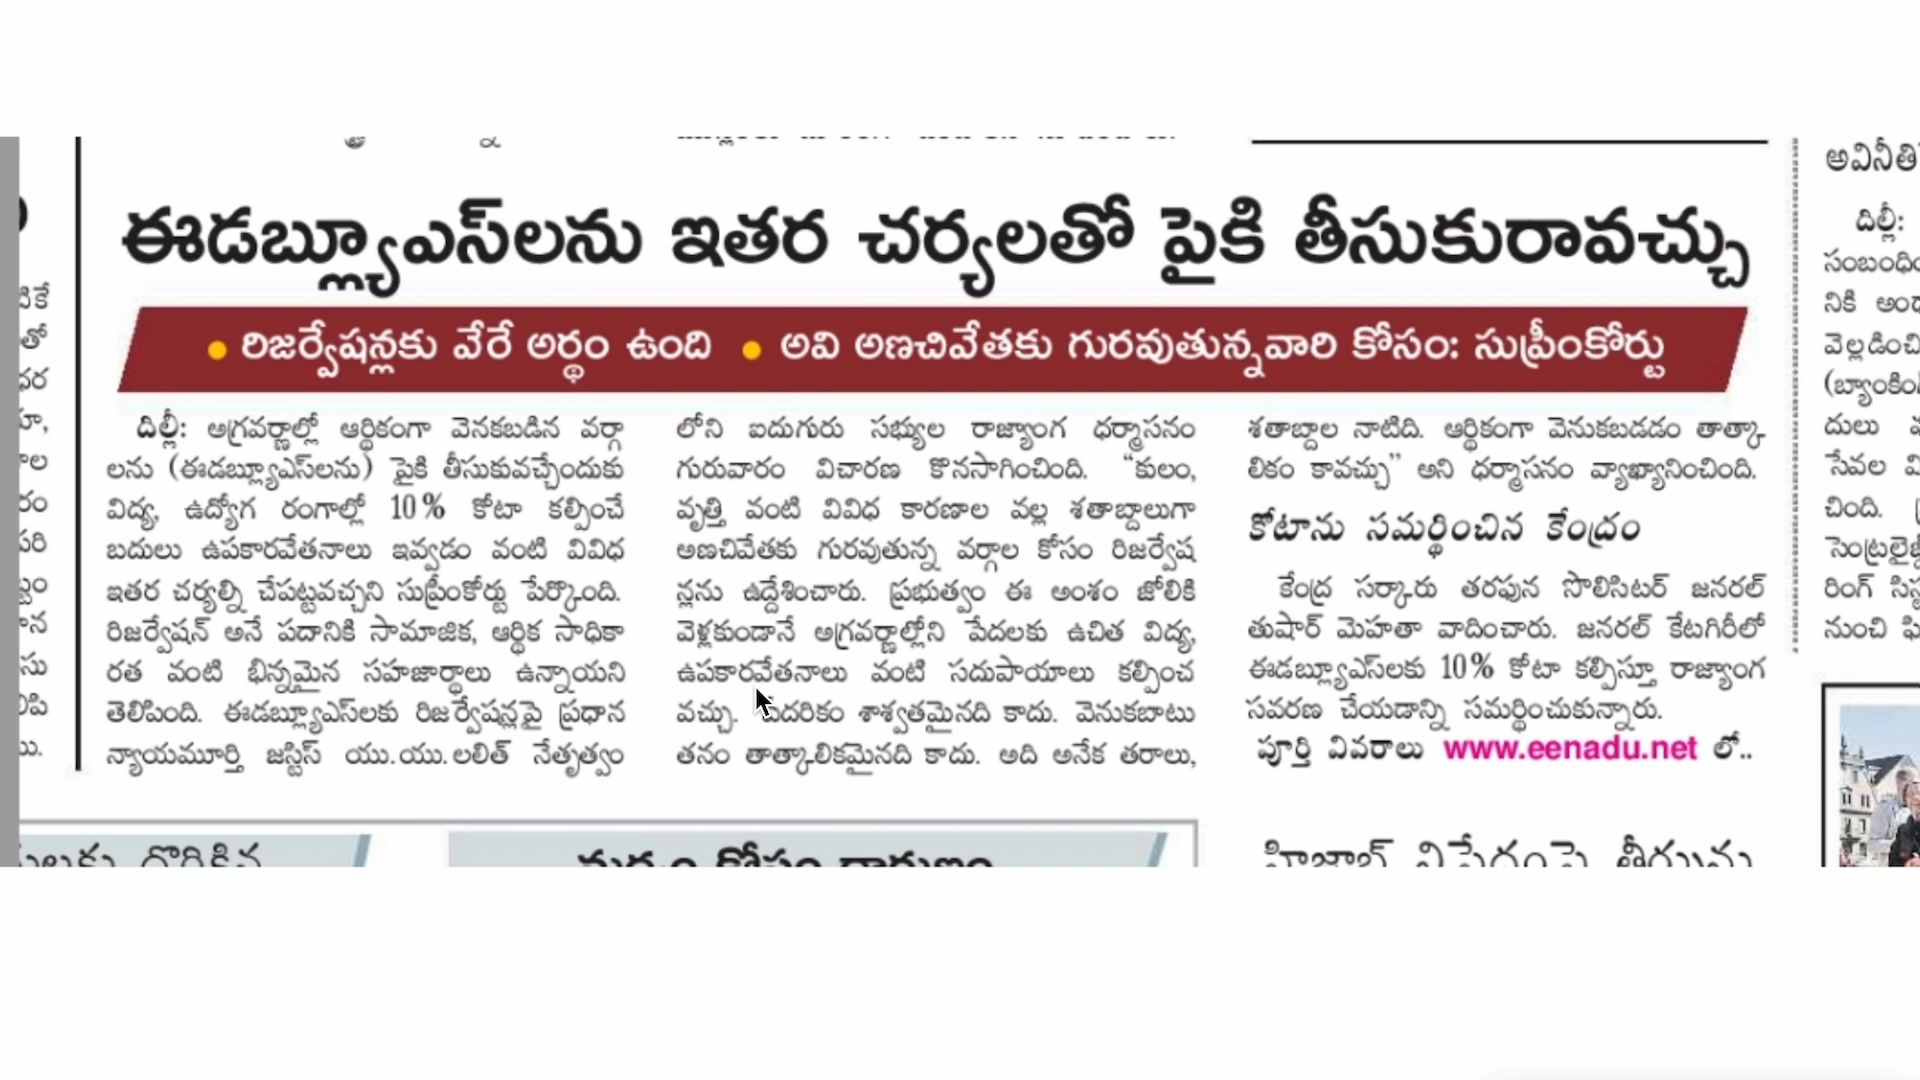 ఈడబ్ల్యూఎస్‌లను ఇతర చర్యలతో పైకి తీసుకురావచ్చు
• రిజర్వేషన్లకు వేరే అర్థం ఉంది • అవి అణచివేతకు గురవుతున్నవారి కోసం: సుప్రీంకోర్టు
దిల్లీ: అగ్రవర్ణాల్లో ఆర్థికంగా వెనకబడిన వర్గా
లను (ఈడబ్ల్యూఎస్‌లను) పైకి తీసుకువచ్చేందుకు
విద్య, ఉద్యోగ రంగాల్లో 10% కోటా కల్పించే
బదులు ఉపకారవేతనాలు ఇవ్వడం వంటి వివిధ
ఇతర చర్యల్ని చేపట్టవచ్చని సుప్రీంకోర్టు పేర్కొంది.
రిజర్వేషన్ అనే పదానికి సామాజిక, ఆర్థిక సాధికా
రత వంటి భిన్నమైన సహజార్థాలు ఉన్నాయని
తెలిపింది. ఈడబ్ల్యూఎస్‌లకు రిజర్వేషన్లపై ప్రధాన
న్యాయమూర్తి జస్టిస్ యు.యు.లలిత్ నేతృత్వం
లోని ఐదుగురు సభ్యుల రాజ్యాంగ ధర్మాసనం
గురువారం విచారణ కొనసాగించింది. “కులం,
వృత్తి వంటి వివిధ కారణాల వల్ల శతాబ్దాలుగా
అణచివేతకు గురవుతున్న వర్గాల కోసం రిజర్వేష
న్లను ఉద్దేశించారు. ప్రభుత్వం ఈ అంశం జోలికి
వెళ్లకుండానే అగ్రవర్ణాల్లోని పేదలకు ఉచిత విద్య,
ఉపకారవేతనాలు వంటి సదుపాయాలు కల్పించ
వచ్చు. పేదరికం శాశ్వతమైనది కాదు. వెనుకబాటు
తనం తాత్కాలికమైనది కాదు. అది అనేక తరాలు,
శతాబ్దాల నాటిది. ఆర్థికంగా వెనుకబడడం తాత్కా
లికం కావచ్చు” అని ధర్మాసనం వ్యాఖ్యానించింది.
కోటాను సమర్థించిన కేంద్రం
కేంద్ర సర్కారు తరఫున సొలిసిటర్ జనరల్
తుషార్ మెహతా వాదించారు. జనరల్ కేటగిరీలో
ఈడబ్ల్యూఎస్‌లకు 10% కోటా కల్పిస్తూ రాజ్యాంగ
సవరణ చేయడాన్ని సమర్థించుకున్నారు.
పూర్తి వివరాలు www.eenadu.net లో..
అవినీతి
దిల్లీ:
నికి
సేవల
రింగ్
నుంచి